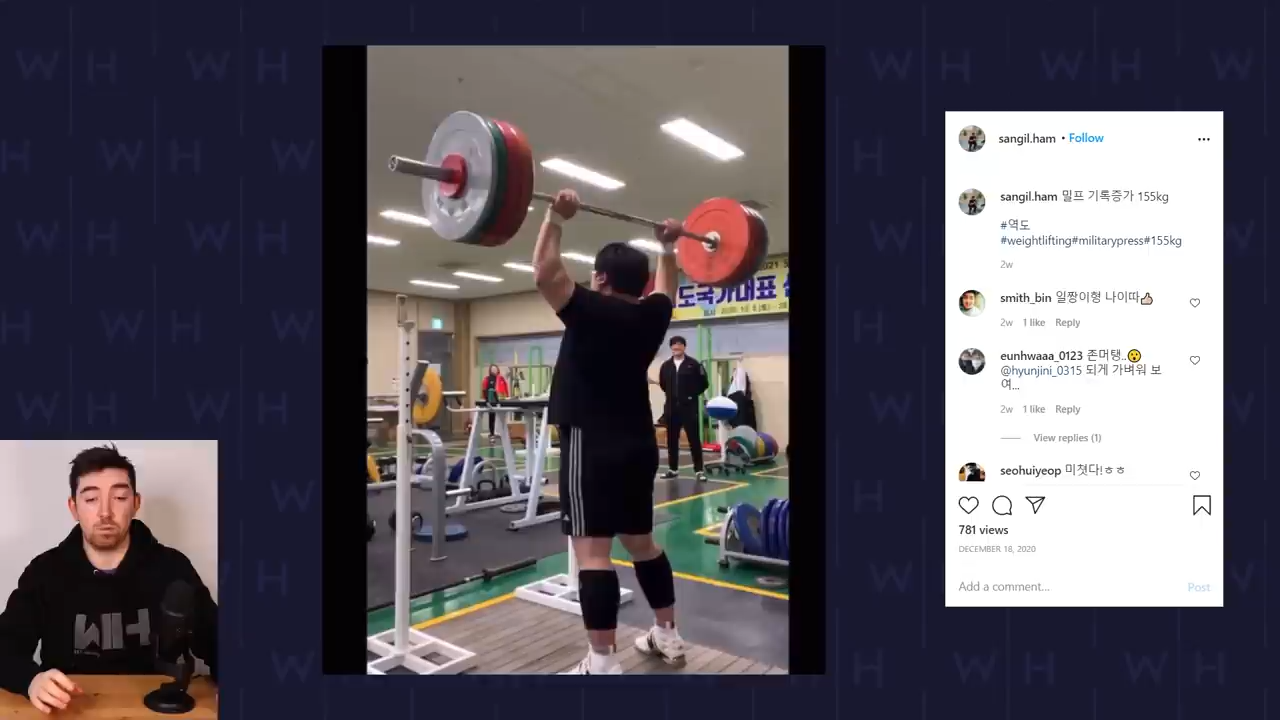 sangil.ham • Follow
sangil.ham 밀프 기록증가 155kg
#역도
#weightlifting#militarypress#155kg
2w
smith_bin 일짱이형 나이따👍
2w 1 like Reply
eunhwaaa_0123 존머탱..😮
@hyunjini_0315 되게 가벼워 보
여...
2w 1 like Reply
View replies (1)
seohuiyeop 미쳣다!ㅎㅎ
781 views
DECEMBER 18, 2020
Add a comment...
Post
2021
도국가대표
WH